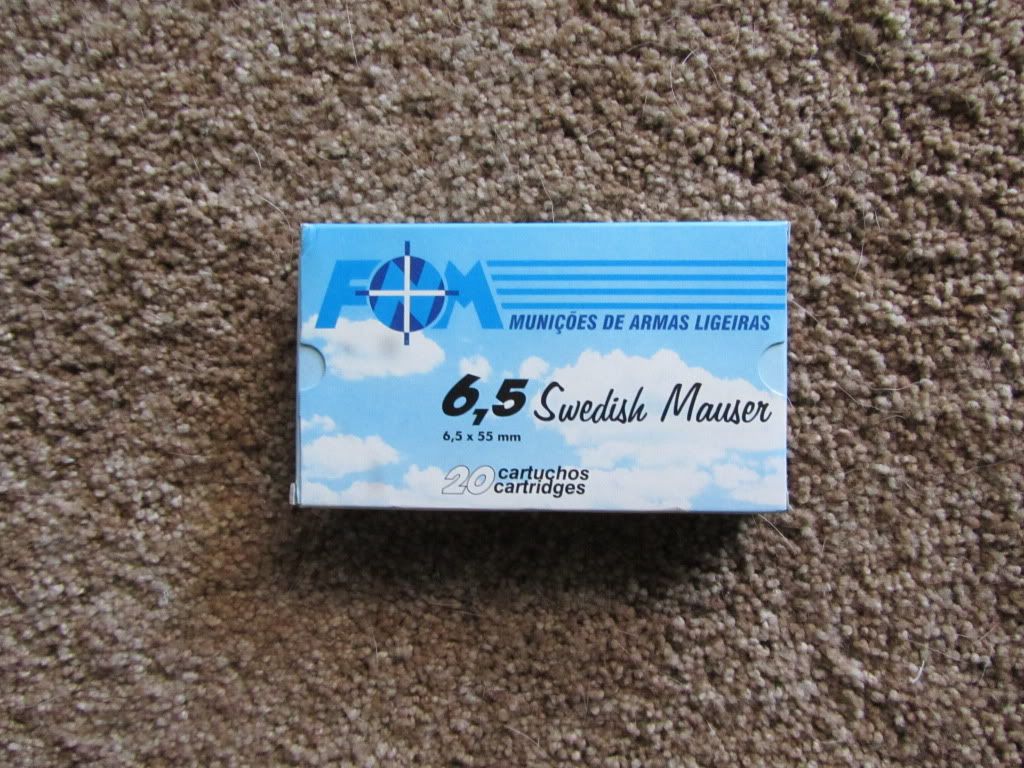 FNM
MUNIÇÕES DE ARMAS LIGEIRAS
6,5 Swedish Mauser
6,5 x 55 mm
20 cartuchos
cartridges